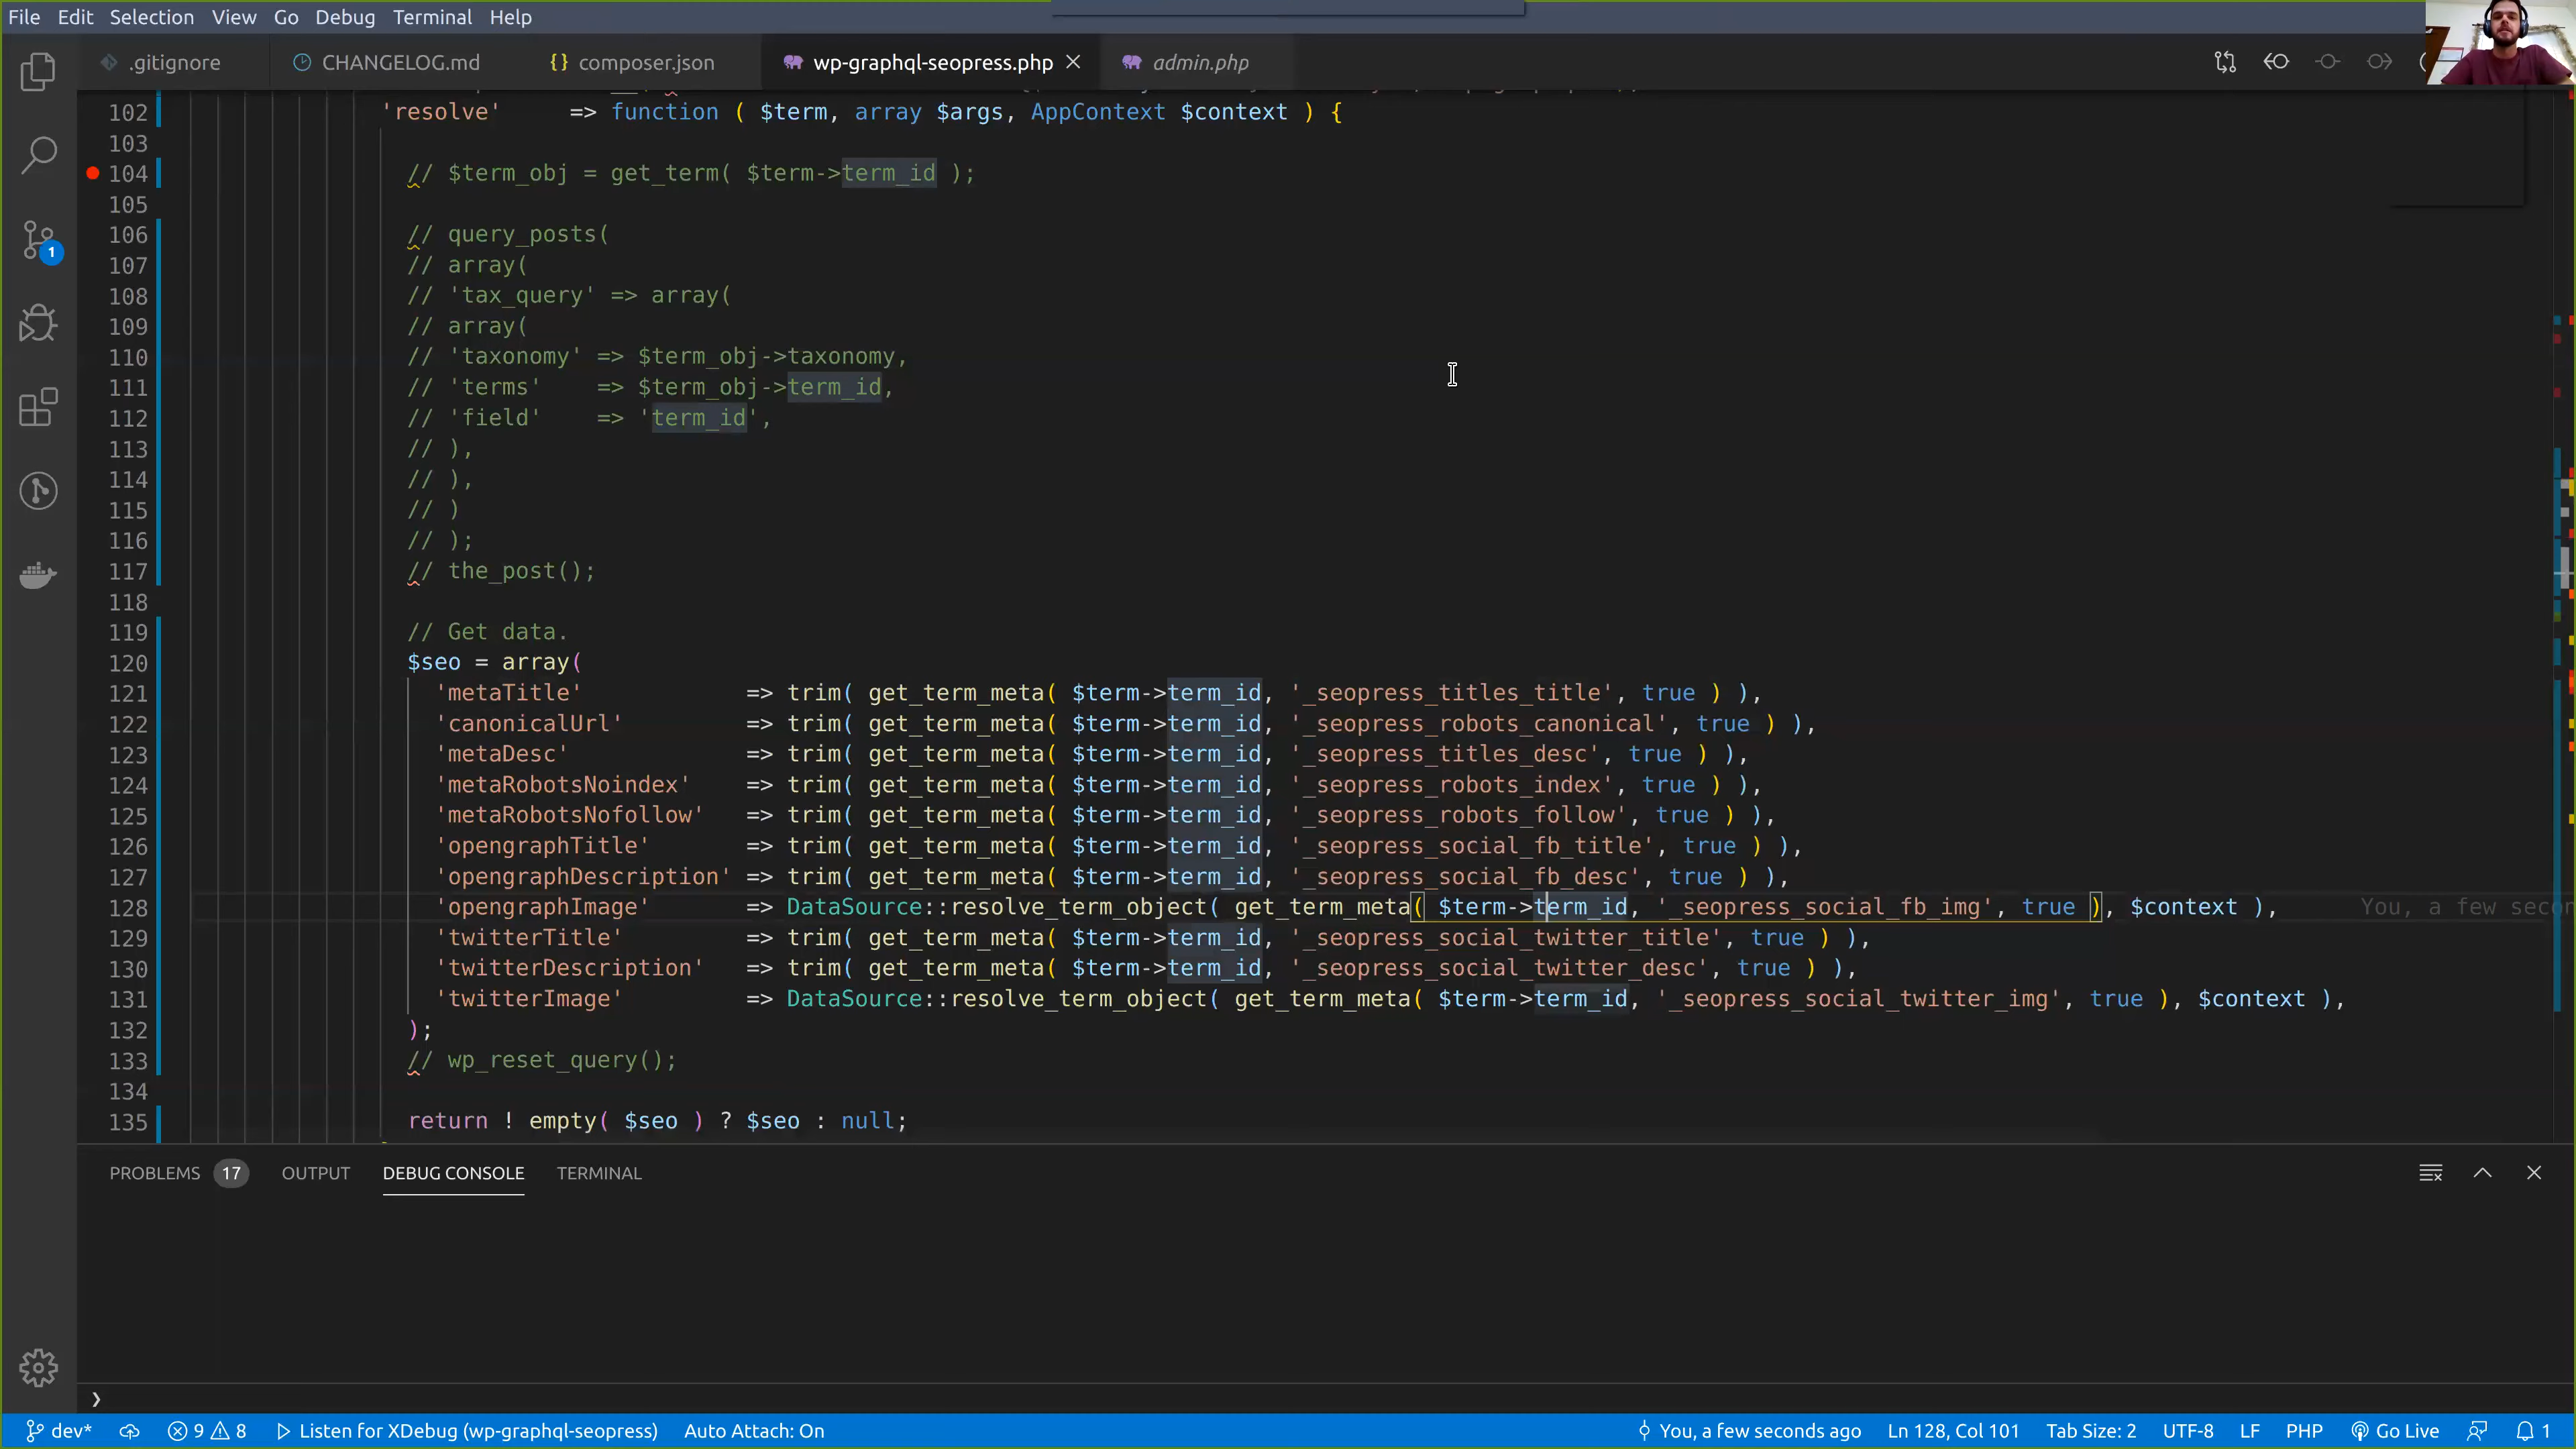 File Edit Selection View Go Debug Terminal Help
.gitignore CHANGELOG.md {} composer.json wp-graphql-seopress.php admin.php
102 'resolve' => function ( $term, array $args, AppContext $context ) {
103
104 // $term_obj = get_term( $term->term_id );
105
106 // query_posts(
107 // array(
108 // 'tax_query' => array(
109 // array(
110 // 'taxonomy' => $term_obj->taxonomy,
111 // 'terms' => $term_obj->term_id,
112 // 'field' => 'term_id',
113 // ),
114 // ),
115 // )
116 // );
117 // the_post();
118
119 // Get data.
120 $seo = array(
121 'metaTitle' => trim( get_term_meta( $term->term_id, '_seopress_titles_title', true ) ),
122 'canonicalUrl' => trim( get_term_meta( $term->term_id, '_seopress_robots_canonical', true ) ),
123 'metaDesc' => trim( get_term_meta( $term->term_id, '_seopress_titles_desc', true ) ),
124 'metaRobotsNoindex' => trim( get_term_meta( $term->term_id, '_seopress_robots_index', true ) ),
125 'metaRobotsNofollow' => trim( get_term_meta( $term->term_id, '_seopress_robots_follow', true ) ),
126 'opengraphTitle' => trim( get_term_meta( $term->term_id, '_seopress_social_fb_title', true ) ),
127 'opengraphDescription' => trim( get_term_meta( $term->term_id, '_seopress_social_fb_desc', true ) ),
128 'opengraphImage' => DataSource::resolve_term_object( get_term_meta( $term->term_id, '_seopress_social_fb_img', true ), $context ), You, a few secon
129 'twitterTitle' => trim( get_term_meta( $term->term_id, '_seopress_social_twitter_title', true ) ),
130 'twitterDescription' => trim( get_term_meta( $term->term_id, '_seopress_social_twitter_desc', true ) ),
131 'twitterImage' => DataSource::resolve_term_object( get_term_meta( $term->term_id, '_seopress_social_twitter_img', true ), $context ),
132 );
133 // wp_reset_query();
134
135 return ! empty( $seo ) ? $seo : null;
PROBLEMS 17 OUTPUT DEBUG CONSOLE TERMINAL
1
dev* 9 8 Listen for XDebug (wp-graphql-seopress) Auto Attach: On You, a few seconds ago Ln 128, Col 101 Tab Size: 2 UTF-8 LF PHP Go Live 1